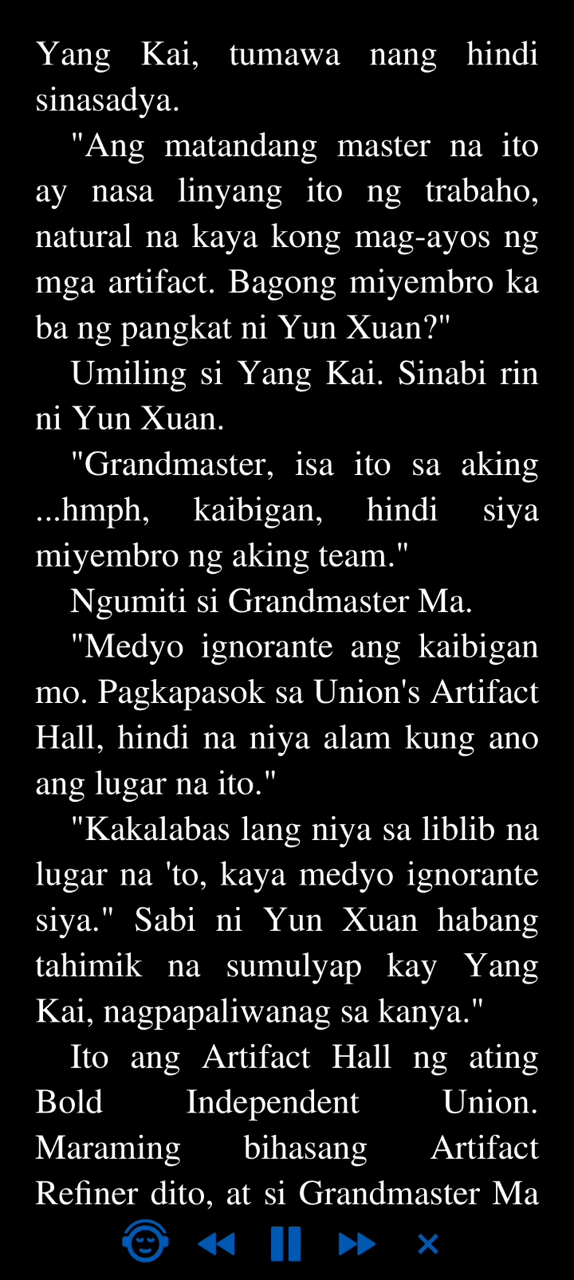 Yang Kai, tumawa nang hindi
sinasadya.
"Ang matandang master na ito
ay nasa linyang ito ng trabaho,
natural na kaya kong mag-ayos ng
mga artifact. Bagong miyembro ka
ba ng pangkat ni Yun Xuan?"
Umiling si Yang Kai. Sinabi rin
ni Yun Xuan.
"Grandmaster, isa ito sa aking
...hmph, kaibigan, hindi siya
miyembro ng aking team."
Ngumiti si Grandmaster Ma.
"Medyo ignorante ang kaibigan
mo. Pagkapasok sa Union's Artifact
Hall, hindi na niya alam kung ano
ang lugar na ito."
"Kakalabas lang niya sa liblib na
lugar na 'to, kaya medyo ignorante
siya." Sabi ni Yun Xuan habang
tahimik na sumulyap kay Yang
Kai, nagpapaliwanag sa kanya."
Ito ang Artifact Hall ng ating
Bold Independent Union.
Maraming bihasang Artifact
Refiner dito, at si Grandmaster Ma